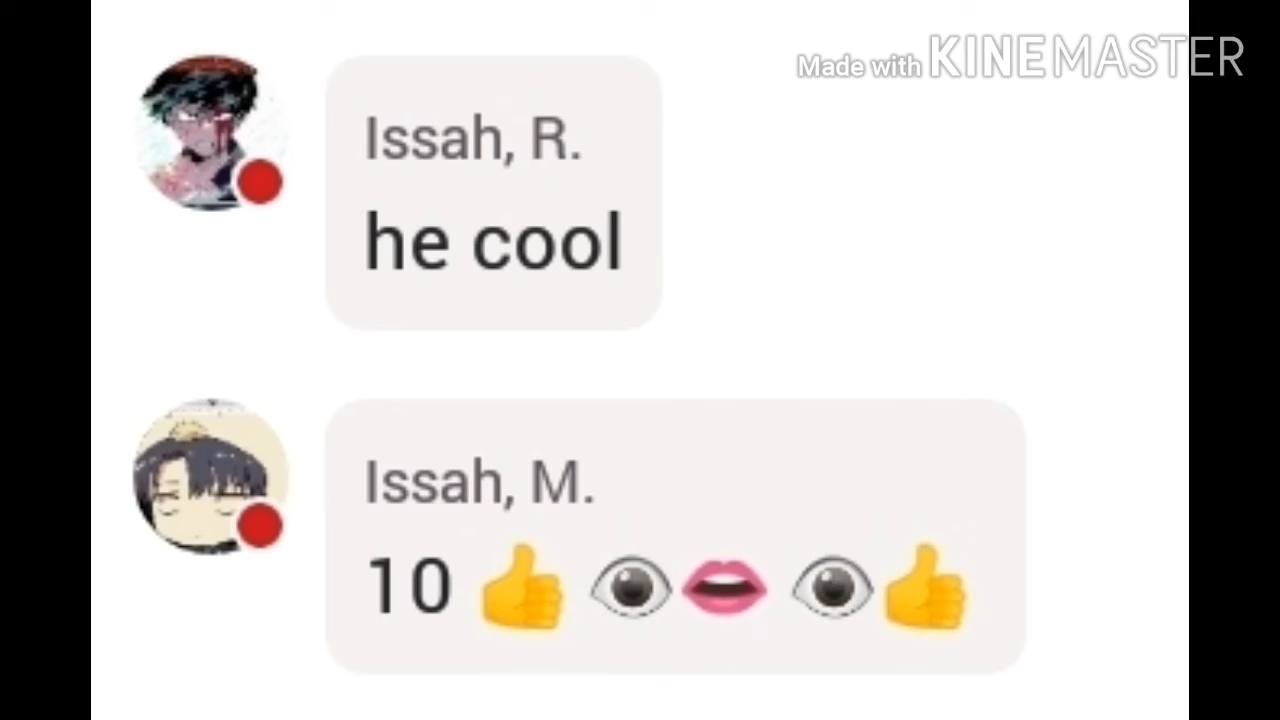 Made with KINEMASTER
Issah, R.
he cool
Issah, M.
10 👍 👁👄 👁👍